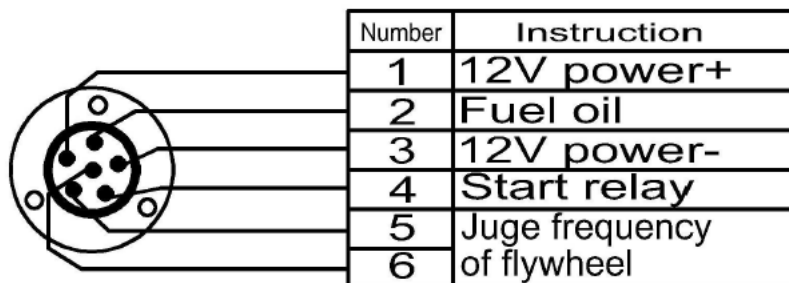 Number Instruction
1 12V power+
2 Fuel oil
3 12V power-
4 Start relay
5 Juge frequency
6 of flywheel